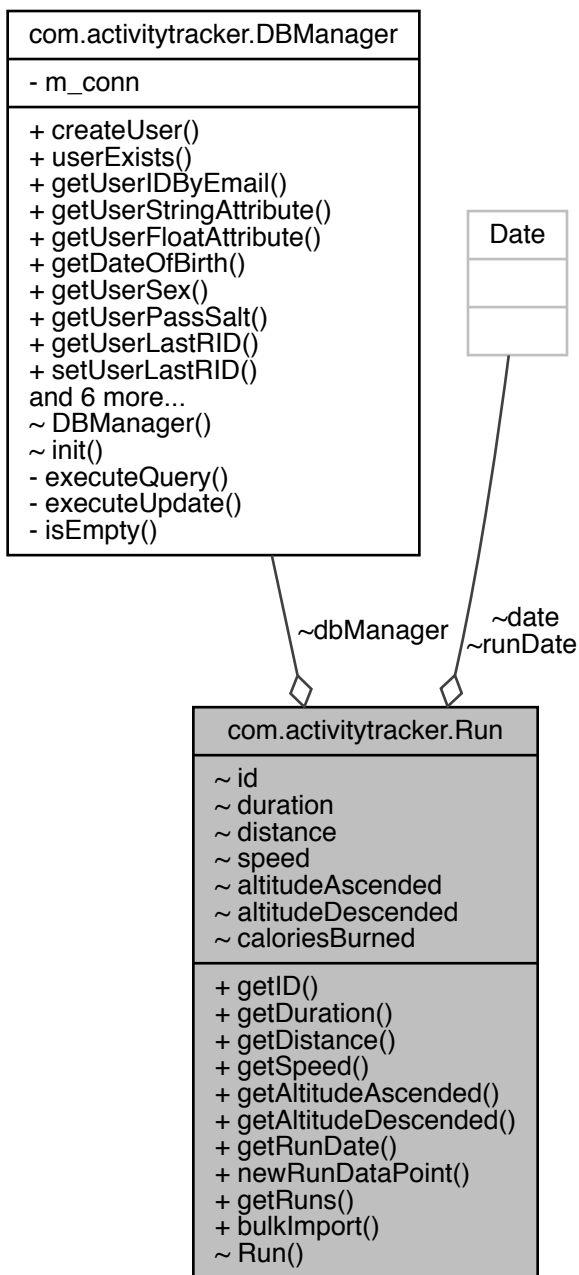 com.activitytracker.DBManager
- m_conn
+ createUser()
+ userExists()
+ getUserIDByEmail()
+ getUserStringAttribute()
+ getUserFloatAttribute()
+ getDateOfBirth()
+ getUserSex()
+ getUserPassSalt()
+ getUserLastRID()
+ setUserLastRID()
and 6 more...
~ DBManager()
~ init()
- executeQuery()
- executeUpdate()
- isEmpty()
Date
~dbManager
~date
~runDate
com.activitytracker.Run
~ id
~ duration
~ distance
~ speed
~ altitudeAscended
~ altitudeDescended
~ caloriesBurned
+ getID()
+ getDuration()
+ getDistance()
+ getSpeed()
+ getAltitudeAscended()
+ getAltitudeDescended()
+ getRunDate()
+ newRunDataPoint()
+ getRuns()
+ bulkImport()
~ Run()